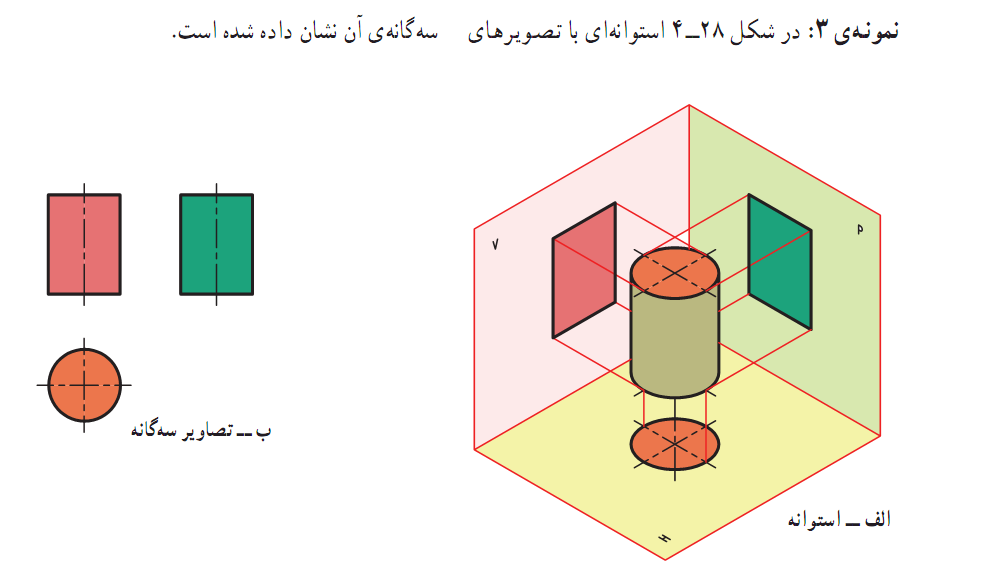 نمونه‌ی ۳: در شکل ۲۸ــ۴ استوانه‌ای با تصویرهای سه‌گانه‌ی آن نشان داده شده است.
V
P
ب ــ تصاویر سه‌گانه
الف ــ استوانه
H